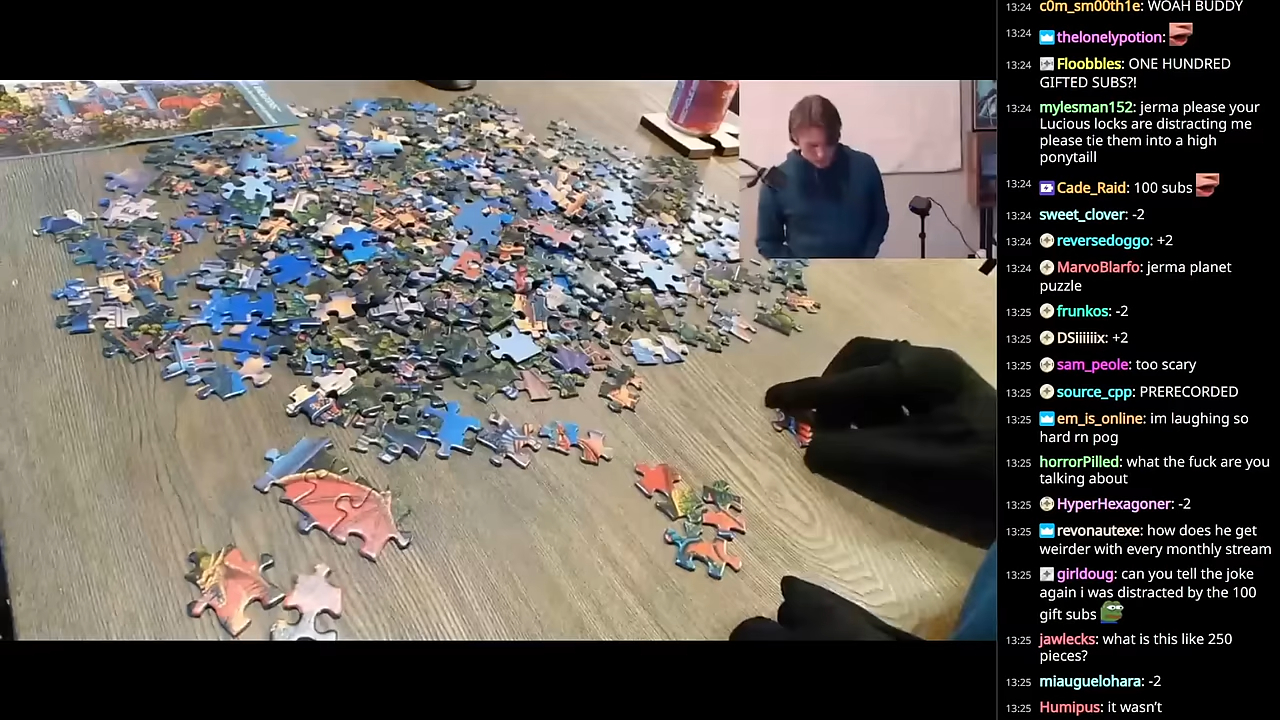 13:24 c0m_sm00th1e: WOAH BUDDY
13:24 thelonelypotion:
13:24 Floobbles: ONE HUNDRED
GIFTED SUBS?!
13:24 mylesman152: jerma please your
Lucious locks are distracting me
please tie them into a high
ponytaill
13:24 Cade_Raid: 100 subs
13:24 sweet_clover: -2
13:24 reversedoggo: +2
13:24 MarvoBlarfo: jerma planet
puzzle
13:25 frunkos: -2
13:25 DSiiiiiix: +2
13:25 sam_peole: too scary
13:25 source_cpp: PRERECORDED
13:25 em_is_online: im laughing so
hard rn pog
13:25 horrorPilled: what the fuck are you
talking about
13:25 HyperHexagoner: -2
13:25 revonautexe: how does he get
weirder with every monthly stream
13:25 girldoug: can you tell the joke
again i was distracted by the 100
gift subs
13:25 jawlecks: what is this like 250
pieces?
13:25 miauguelohara: -2
13:25 Humipus: it wasn't